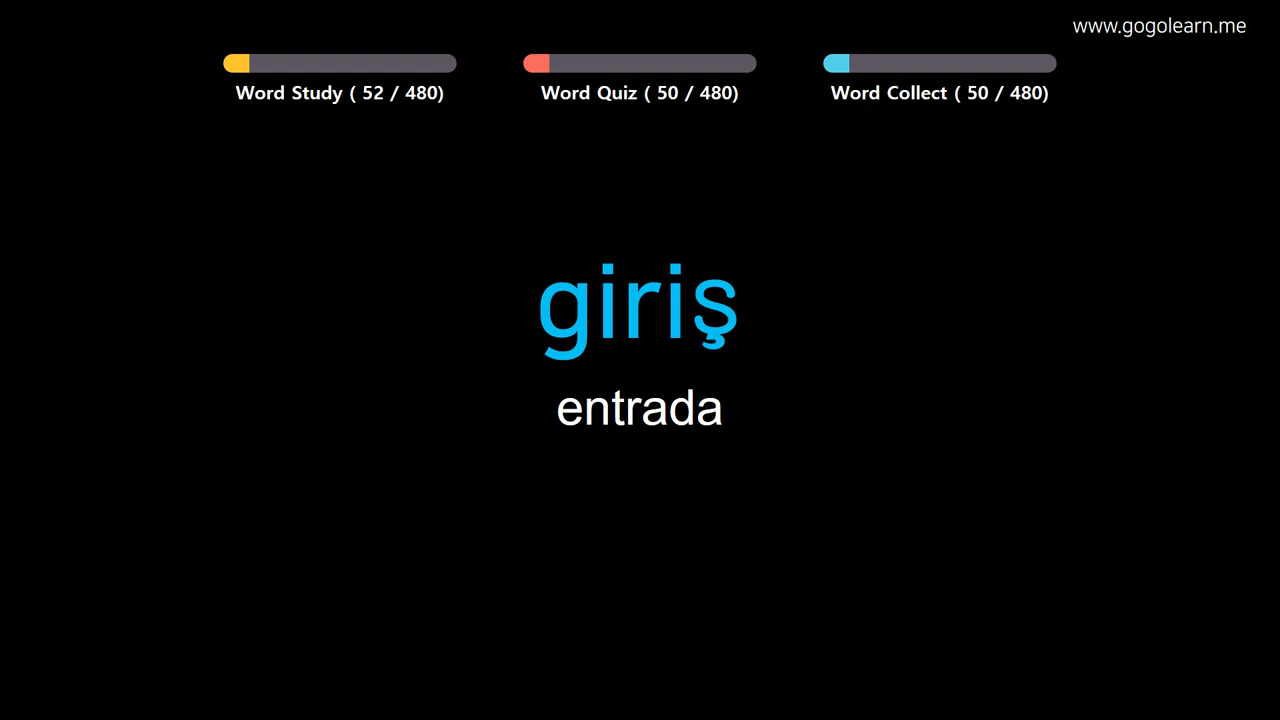 www.gogolearn.me
Word Study ( 52 / 480)
Word Quiz ( 50 / 480)
Word Collect ( 50 / 480)
giriş
entrada